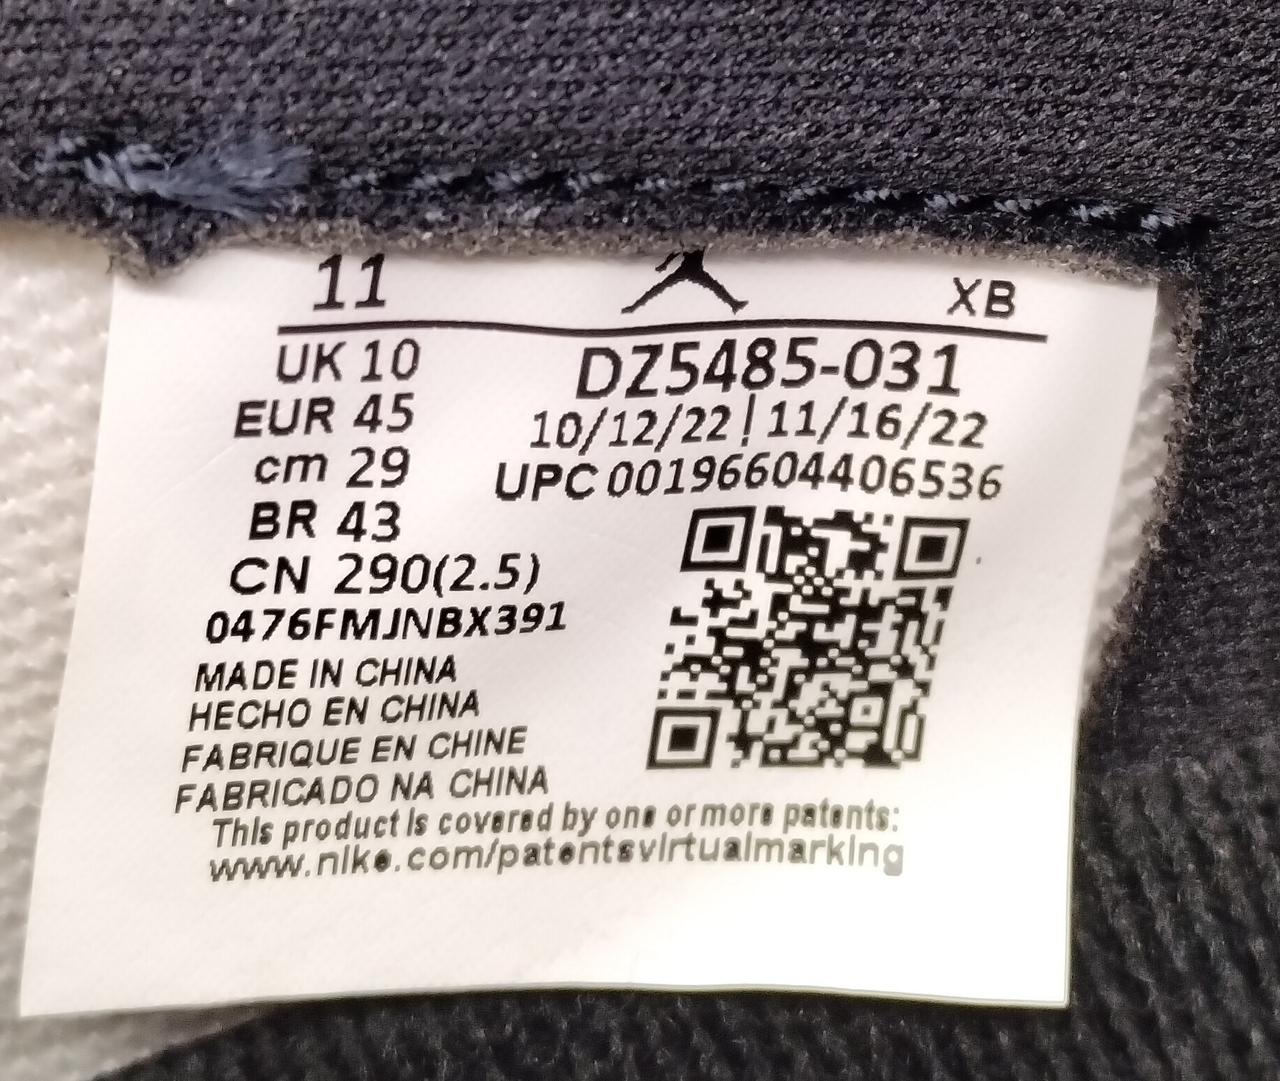 11 XB
UK 10
EUR 45
cm 29
BR 43
CN 290(2.5)
DZ5485-031
10/12/22 | 11/16/22
UPC 00196604406536
0476FMJNBX391
MADE IN CHINA
HECHO EN CHINA
FABRIQUE EN CHINE
FABRICADO NA CHINA
This product is covered by one or more patents:
www.nike.com/patentsvirtualmarking